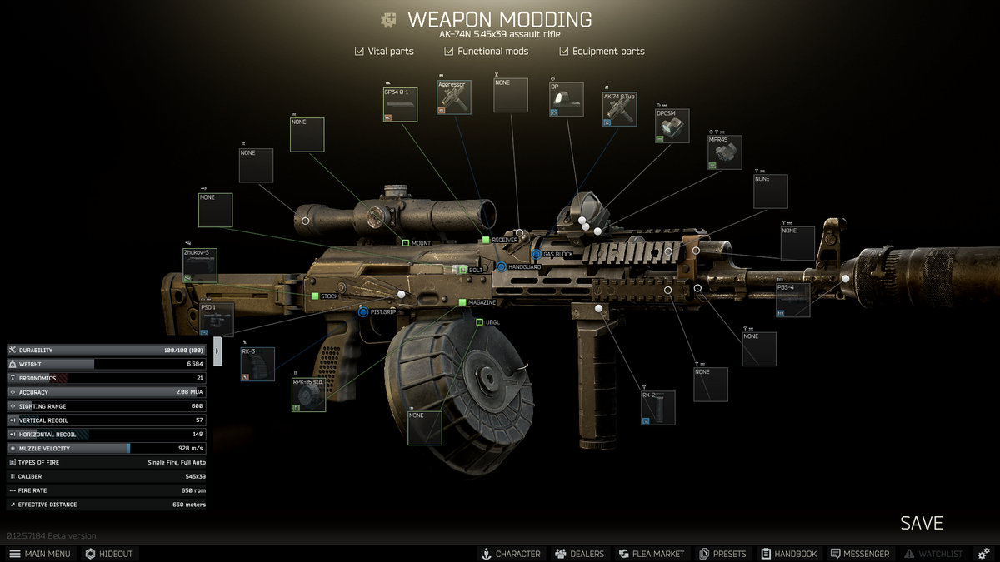 WEAPON MODDING
AK-74N 5.45x39 assault rifle
Vital parts
Functional mods
Equipment parts
6P34 0-1
Aggressor
NONE
DP
AK 74 G.Tub
DPCSM
MPR45
NONE
NONE
NONE
NONE
NONE
Zhukov-S
PSO 1
RK-3
RPK-16 std.
NONE
RK-2
NONE
NONE
PBS-4
MOUNT
RECEIVER
GAS BLOCK
BOLT
HANDGUARD
STOCK
MAGAZINE
PIST.GRIP
UBGL
DURABILITY 100/100 (100)
WEIGHT 6.584
ERGONOMICS 21
ACCURACY 2.08 MOA
SIGHTING RANGE 600
VERTICAL RECOIL 57
HORIZONTAL RECOIL 148
MUZZLE VELOCITY 928 m/s
TYPES OF FIRE Single Fire, Full Auto
CALIBER 545x39
FIRE RATE 650 rpm
EFFECTIVE DISTANCE 650 meters
SAVE
0.12.5.7184 Beta version
MAIN MENU
HIDEOUT
CHARACTER
DEALERS
FLEA MARKET
PRESETS
HANDBOOK
MESSENGER
WATCHLIST